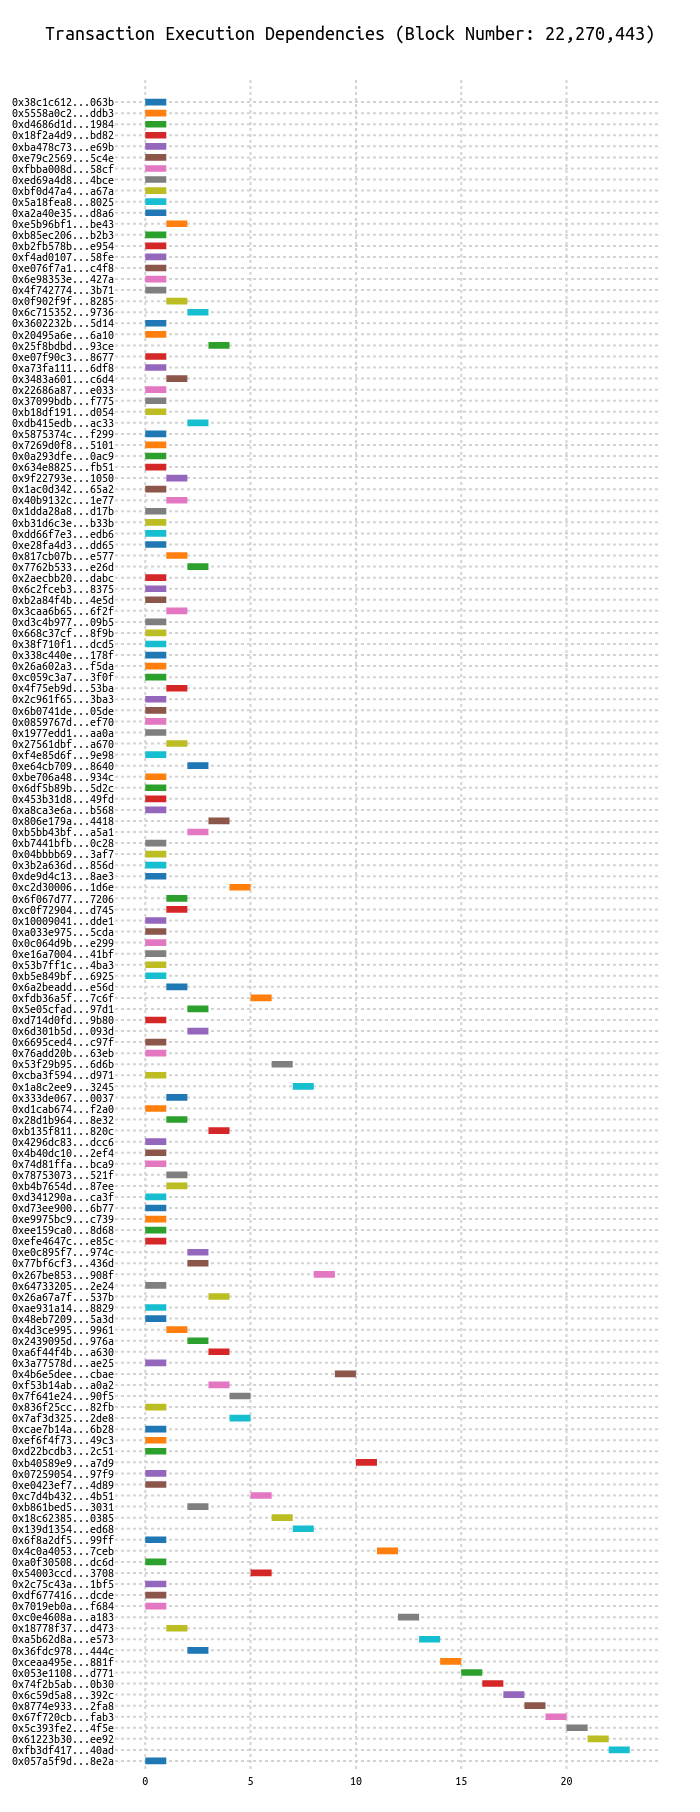 Transaction Execution Dependencies (Block Number: 22,270,443)
0x38c1c612...063b
0x5558a0c2...ddb3
0xd4686d1d...1984
0x18f2a4d9...bd82
0xba478c73...e69b
0xe79c2569...5c4e
0xfbba008d...58cf
0xed69a4d8...4bce
0xbf0d47a4...a67a
0x5a18fea8...8025
0xa2a40e35...d8a6
0xe5b96bf1...be43
0xb85ec206...b2b3
0xb2fb578b...e954
0xf4ad0107...58fe
0xe076f7a1...c4f8
0x6e98353e...427a
0x4f742774...3b71
0x0f902f9f...8285
0x6c715352...9736
0x3602232b...5d14
0x20495a6e...6a10
0x25f8bdbd...93ce
0xe07f90c3...8677
0xa73fa111...6df8
0x3483a601...c6d4
0x22686a87...e033
0x37099bdb...f775
0xb18df191...d054
0xdb415edb...ac33
0x5875374c...f299
0x7269d0f8...5101
0x0a293dfe...0ac9
0x634e8825...fb51
0x9f22793e...1050
0x1ac0d342...65a2
0x40b9132c...1e77
0x1dda28a8...d17b
0xb31d6c3e...b33b
0xdd66f7e3...edb6
0xe28fa4d3...dd65
0x817cb07b...e577
0x7762b533...e26d
0x2aecbb20...dabc
0x6c2fceb3...8375
0xb2a84f4b...4e5d
0x3caa6b65...6f2f
0xd3c4b977...09b5
0x668c37cf...8f9b
0x38f710f1...dcd5
0x338c440e...178f
0x26a602a3...f5da
0xc059c3a7...3f0f
0x4f75eb9d...53ba
0x2c961f65...3ba3
0x6b0741de...05de
0x0859767d...ef70
0x1977edd1...aa0a
0x27561dbf...a670
0xf4e85d6f...9e98
0xe64cb709...8640
0xbe706a48...934c
0x6df5b89b...5d2c
0x453b31d8...49fd
0xa8ca3e6a...b568
0x806e179a...4418
0xb5bb43bf...a5a1
0xb7441bfb...0c28
0x04bbbb69...3af7
0x3b2a636d...856d
0xde9d4c13...8ae3
0xc2d30006...1d6e
0x6f067d77...7206
0xc0f72904...d745
0x10009041...dde1
0xa033e975...5cda
0x0c064d9b...e299
0xe16a7004...41bf
0x53b7ff1c...4ba3
0xb5e849bf...6925
0x6a2beadd...e56d
0xfdb36a5f...7c6f
0x5e05cfad...97d1
0xd714d0fd...9b80
0x6d301b5d...093d
0x6695ced4...c97f
0x76add20b...63eb
0x53f29b95...6d6b
0xcba3f594...d971
0x1a8c2ee9...3245
0x333de067...0037
0xd1cab674...f2a0
0x28d1b964...8e32
0xb135f811...820c
0x4296dc83...dcc6
0x4b40dc10...2ef4
0x74d81ffa...bca9
0x78753073...521f
0xb4b7654d...87ee
0xd341290a...ca3f
0xd73ee900...6b77
0xe9975bc9...c739
0xee159ca0...8d68
0xefe4647c...e85c
0xe0c895f7...974c
0x77bf6cf3...436d
0x267be853...908f
0x64733205...2e24
0x26a67a7f...537b
0xae931a14...8829
0x48eb7209...5a3d
0x4d3ce995...9961
0x2439095d...976a
0xa6f44f4b...a630
0x3a77578d...ae25
0x4b6e5dee...cbae
0xf53b14ab...a0a2
0x7f641e24...90f5
0x836f25cc...82fb
0x7af3d325...2de8
0xcae7b14a...6b28
0xef6f4f73...49c3
0xd22bcdb3...2c51
0xb40589e9...a7d9
0x07259054...97f9
0xe0423ef7...4d89
0xc7d4b432...4b51
0xb861bed5...3031
0x18c62385...0385
0x139d1354...ed68
0x6f8a2df5...99ff
0x4c0a4053...7ceb
0xa0f30508...dc6d
0x54003ccd...3708
0x2c75c43a...1bf5
0xdf677416...dcde
0x7019eb0a...f684
0xc0e4608a...a183
0x18778f37...d473
0xa5b62d8a...e573
0x36fdc978...444c
0xceaa495e...881f
0x053e1108...d771
0x74f2b5ab...0b30
0x6c59d5a8...392c
0x8774e933...2fa8
0x67f720cb...fab3
0x5c393fe2...4f5e
0x61223b30...ee92
0xfb3df417...40ad
0x057a5f9d...8e2a
0 5 10 15 20